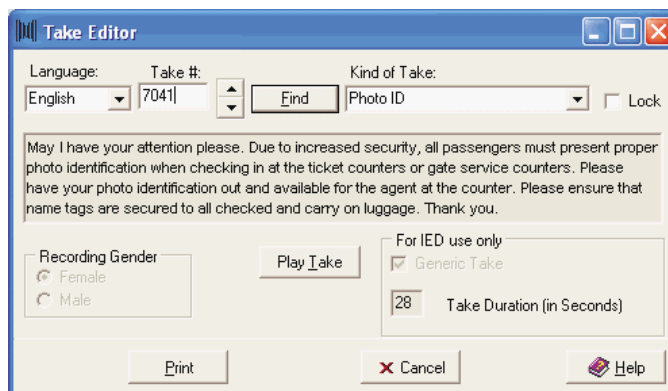 Take Editor
Language: Take #: Kind of Take:
English 7041 Find Photo ID Lock
May I have your attention please. Due to increased security, all passengers must present proper
photo identification when checking in at the ticket counters or gate service counters. Please
have your photo identification out and available for the agent at the counter. Please ensure that
name tags are secured to all checked and carry on luggage. Thank you.
Recording Gender
Female
Male
Play Take
For IED use only
Generic Take
28 Take Duration (in Seconds)
Print Cancel Help